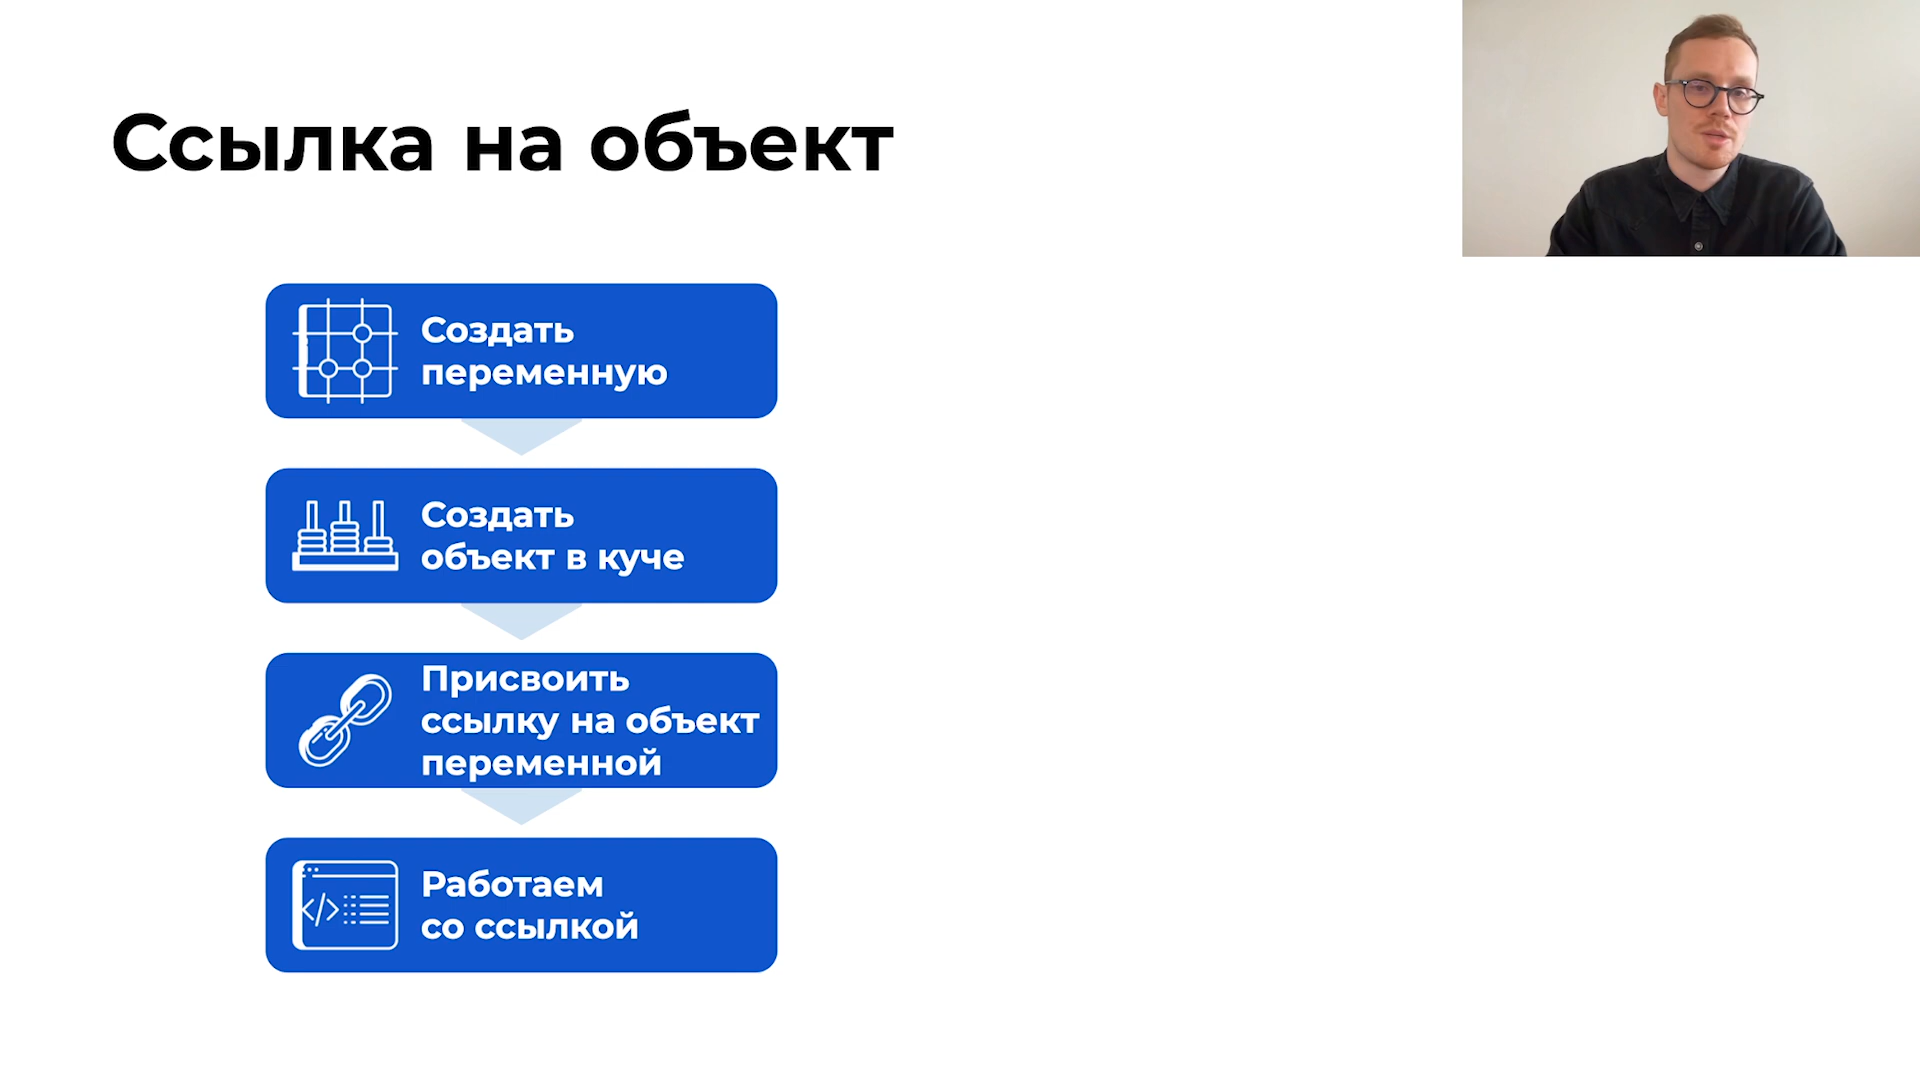 Ссылка на объект
Создать
переменную
Создать
объект в куче
Присвоить
ссылку на объект
переменной
Работаем
со ссылкой